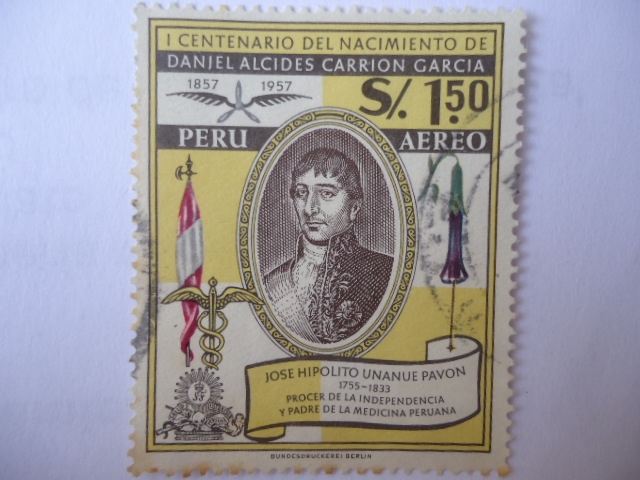 I CENTENARIO DEL NACIMIENTO DE
DANIEL ALCIDES CARRION GARCIA
1857 1957
S/. 1.50
PERU AEREO
JOSE HIPOLITO UNANUE PAVON
1755-1833
PROCER DE LA INDEPENDENCIA
Y PADRE DE LA MEDICINA PERUANA
BUNDESDRUCKEREI BERLIN